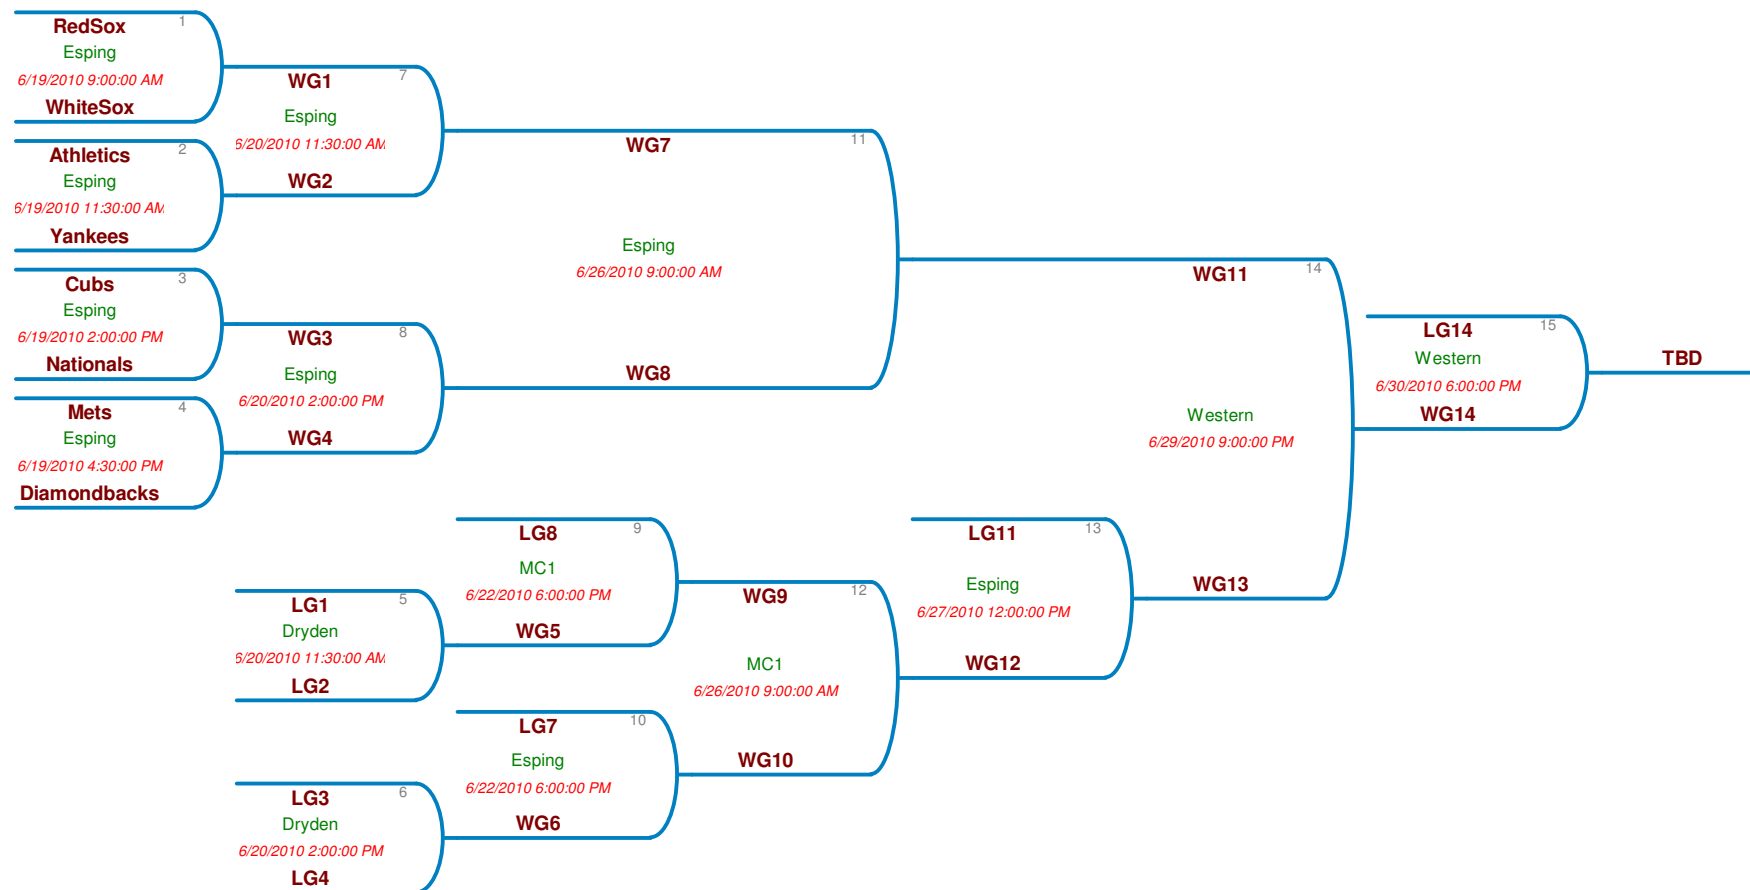 1
RedSox
Esping
6/19/2010 9:00:00 AM
WhiteSox
2
Athletics
Esping
6/19/2010 11:30:00 AM
Yankees
3
Cubs
Esping
6/19/2010 2:00:00 PM
Nationals
4
Mets
Esping
6/19/2010 4:30:00 PM
Diamondbacks
7
WG1
Esping
6/20/2010 11:30:00 AM
WG2
8
WG3
Esping
6/20/2010 2:00:00 PM
WG4
5
LG1
Dryden
6/20/2010 11:30:00 AM
LG2
6
LG3
Dryden
6/20/2010 2:00:00 PM
LG4
9
LG8
MC1
6/22/2010 6:00:00 PM
WG5
10
LG7
Esping
6/22/2010 6:00:00 PM
WG6
11
WG7
Esping
6/26/2010 9:00:00 AM
WG8
12
WG9
MC1
6/26/2010 9:00:00 AM
WG10
13
LG11
Esping
6/27/2010 12:00:00 PM
WG12
14
WG11
Western
6/29/2010 9:00:00 PM
WG13
15
LG14
Western
6/30/2010 6:00:00 PM
WG14
TBD